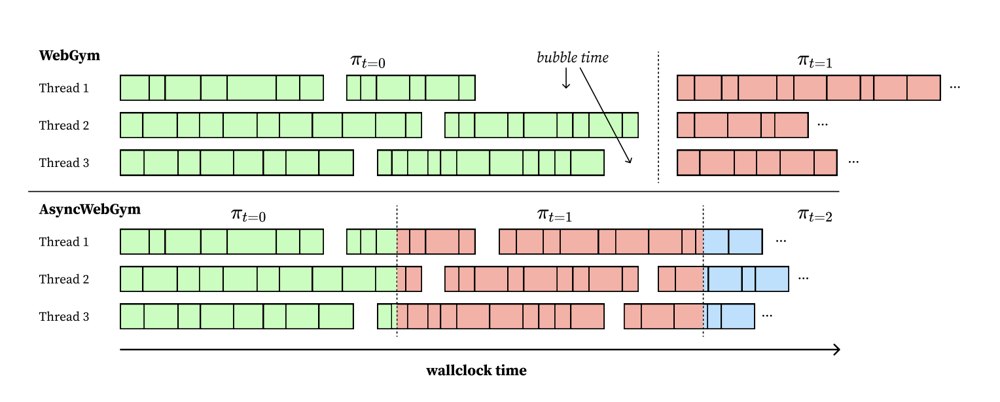 WebGym
π_{t=0}
bubble time
π_{t=1}
Thread 1
...
Thread 2
...
Thread 3
...
AsyncWebGym
π_{t=0}
π_{t=1}
π_{t=2}
Thread 1
...
Thread 2
...
Thread 3
...
wallclock time